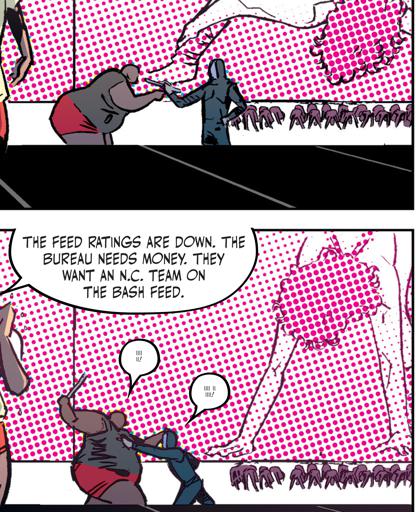 THE FEED RATINGS ARE DOWN. THE
BUREAU NEEDS MONEY. THEY
WANT AN N.C. TEAM ON
THE BASH FEED.